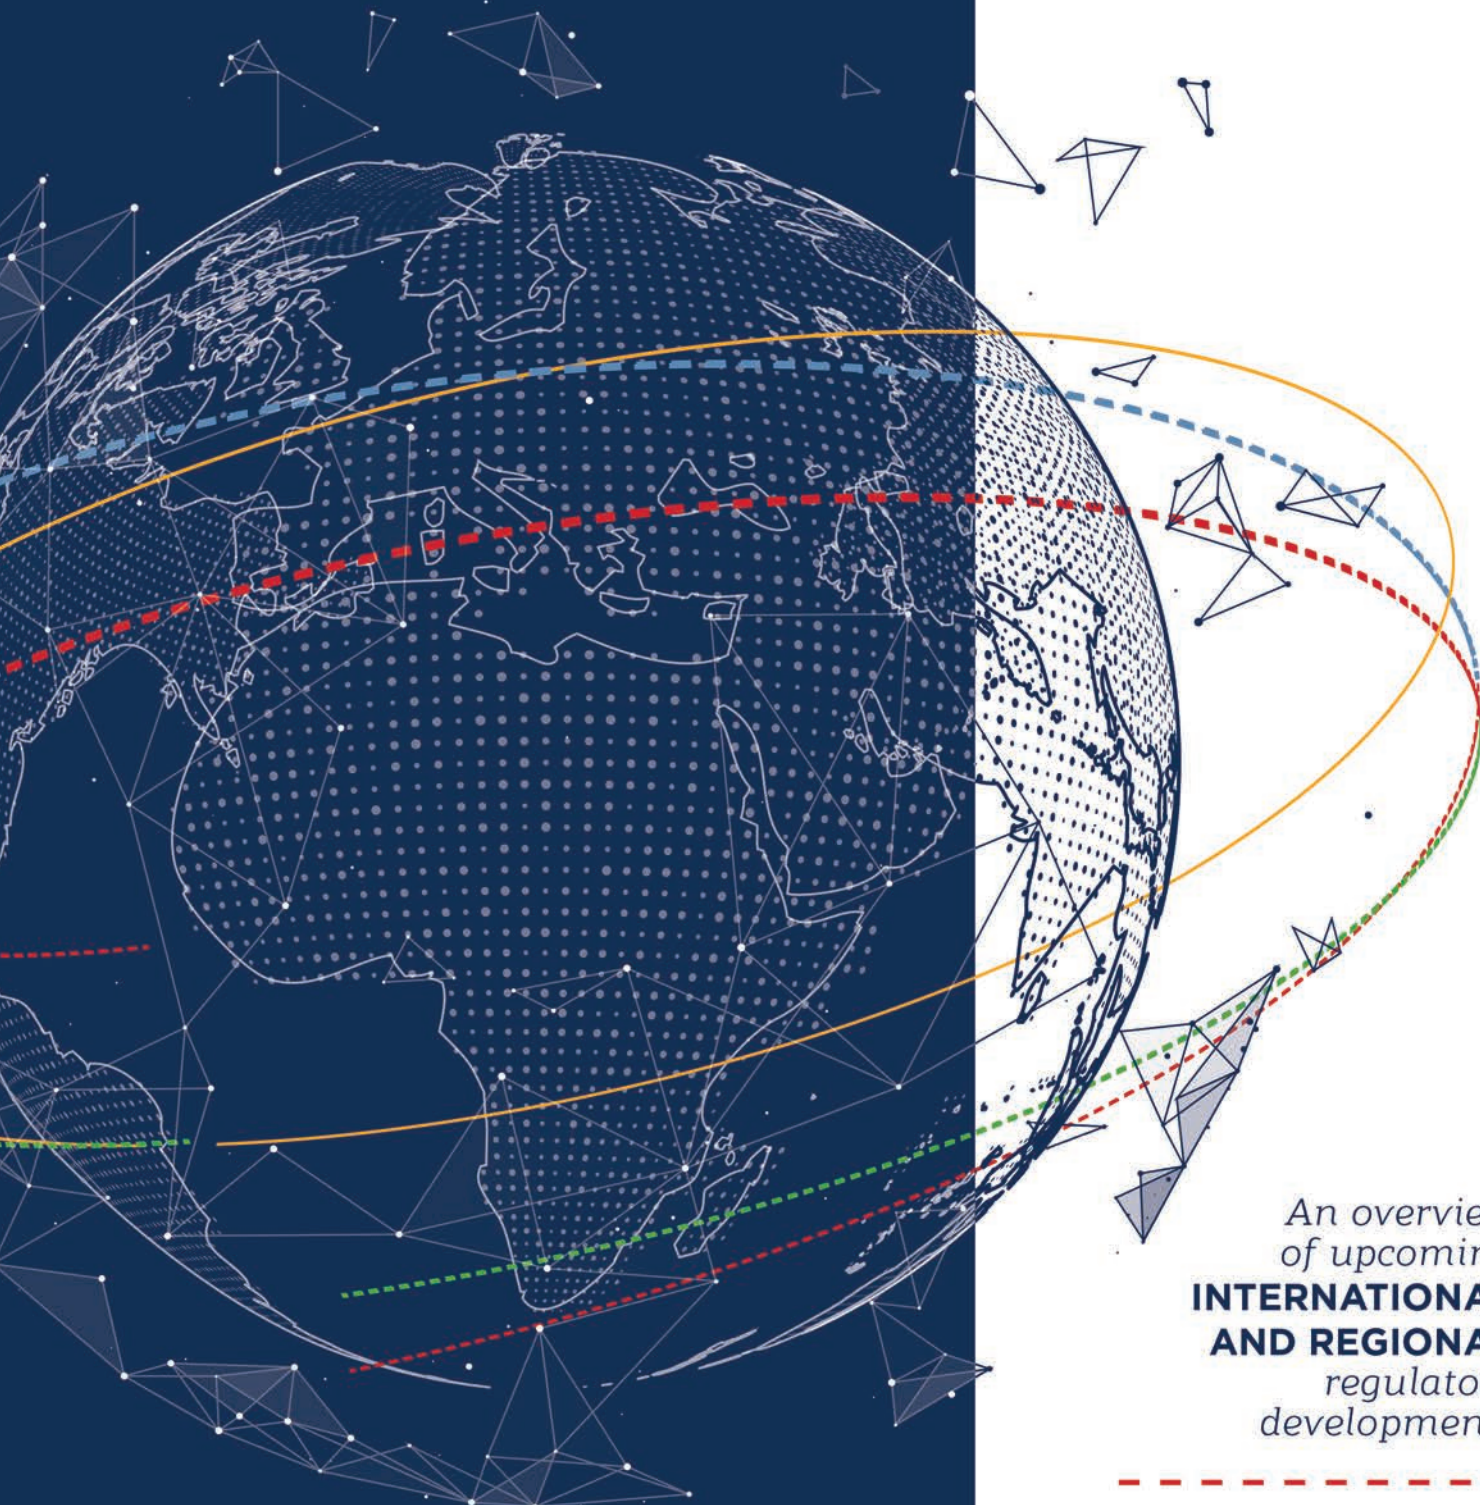 An overvie
of upcomin
INTERNATIONA
AND REGIONA
regulato
developmen